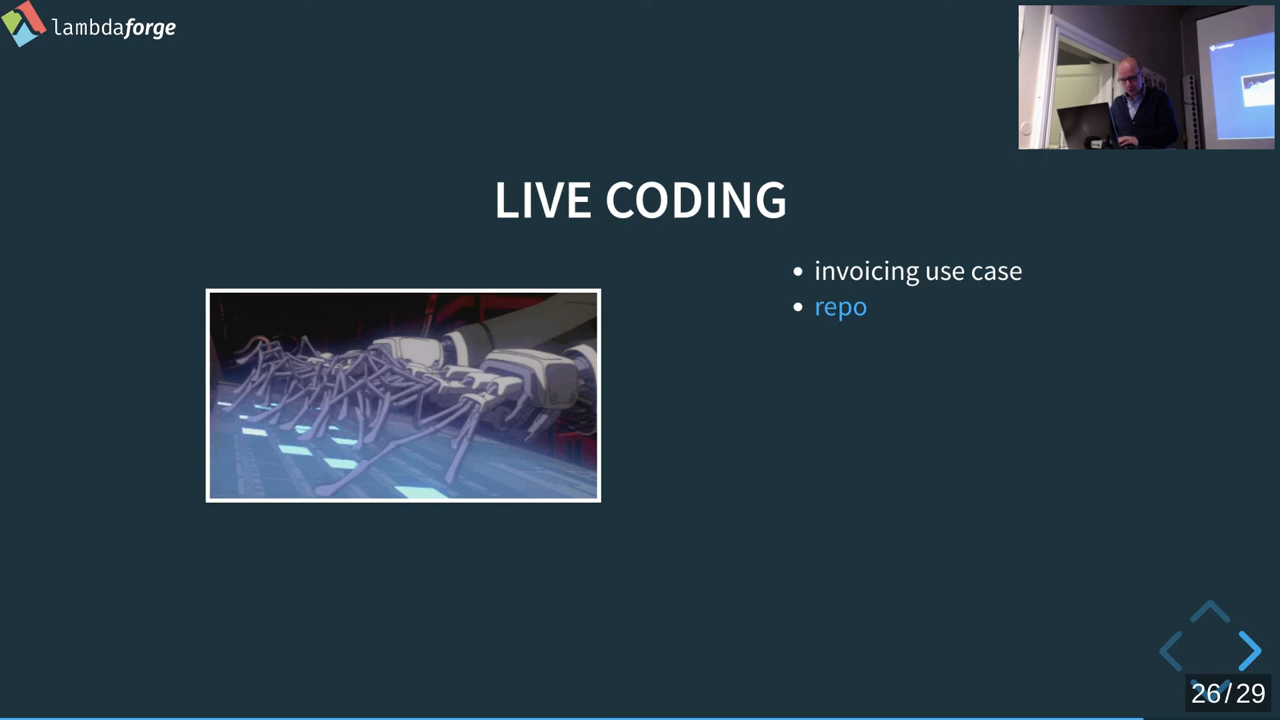 lambdaforge
LIVE CODING
invoicing use case
repo
26/29